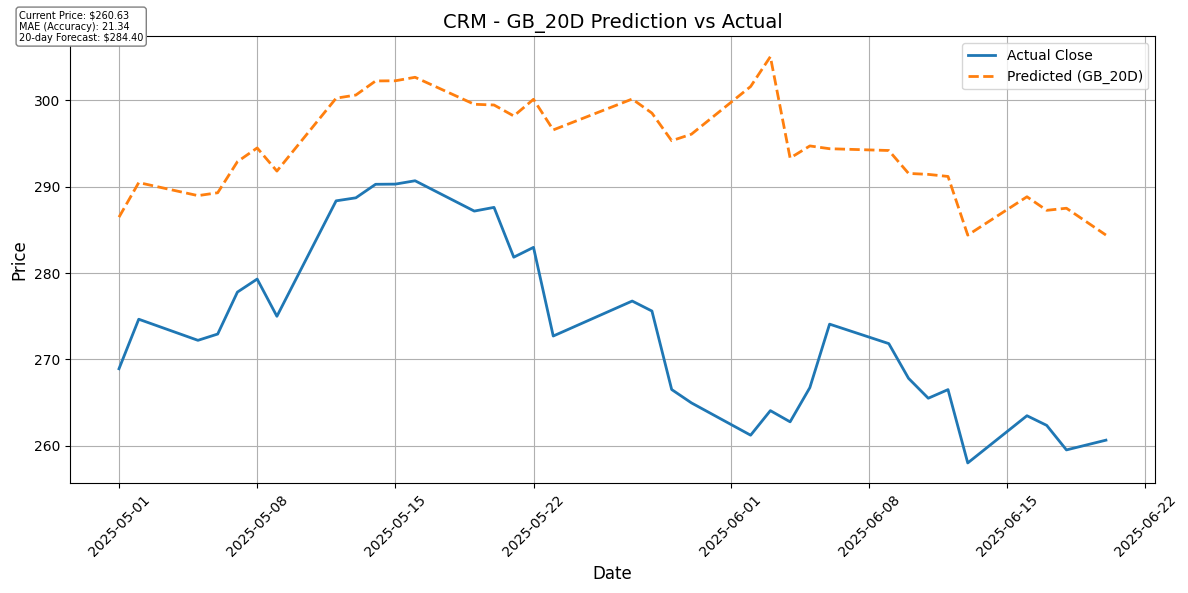 Current Price: $260.63
MAE (Accuracy): 21.34
20-day Forecast: $284.40
CRM - GB_20D Prediction vs Actual
Actual Close
Predicted (GB_20D)
Price
300
290
280
270
260
2025-05-01
2025-05-08
2025-05-15
2025-05-22
2025-06-01
2025-06-08
2025-06-15
2025-06-22
Date